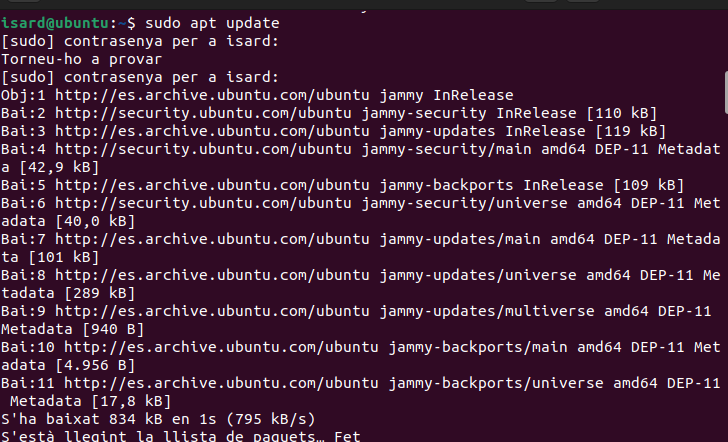 isard@ubuntu:~$ sudo apt update
[sudo] contrasenya per a isard:
Torneu-ho a provar
[sudo] contrasenya per a isard:
Obj:1 http://es.archive.ubuntu.com/ubuntu jammy InRelease
Bai:2 http://security.ubuntu.com/ubuntu jammy-security InRelease [110 kB]
Bai:3 http://es.archive.ubuntu.com/ubuntu jammy-updates InRelease [119 kB]
Bai:4 http://security.ubuntu.com/ubuntu jammy-security/main amd64 DEP-11 Metadat
a [42,9 kB]
Bai:5 http://es.archive.ubuntu.com/ubuntu jammy-backports InRelease [109 kB]
Bai:6 http://security.ubuntu.com/ubuntu jammy-security/universe amd64 DEP-11 Met
adata [40,0 kB]
Bai:7 http://es.archive.ubuntu.com/ubuntu jammy-updates/main amd64 DEP-11 Metada
ta [101 kB]
Bai:8 http://es.archive.ubuntu.com/ubuntu jammy-updates/universe amd64 DEP-11 Me
tadata [289 kB]
Bai:9 http://es.archive.ubuntu.com/ubuntu jammy-updates/multiverse amd64 DEP-11
Metadata [940 B]
Bai:10 http://es.archive.ubuntu.com/ubuntu jammy-backports/main amd64 DEP-11 Met
adata [4.956 B]
Bai:11 http://es.archive.ubuntu.com/ubuntu jammy-backports/universe amd64 DEP-11
 Metadata [17,8 kB]
S'ha baixat 834 kB en 1s (795 kB/s)
S'està llegint la llista de paquets… Fet